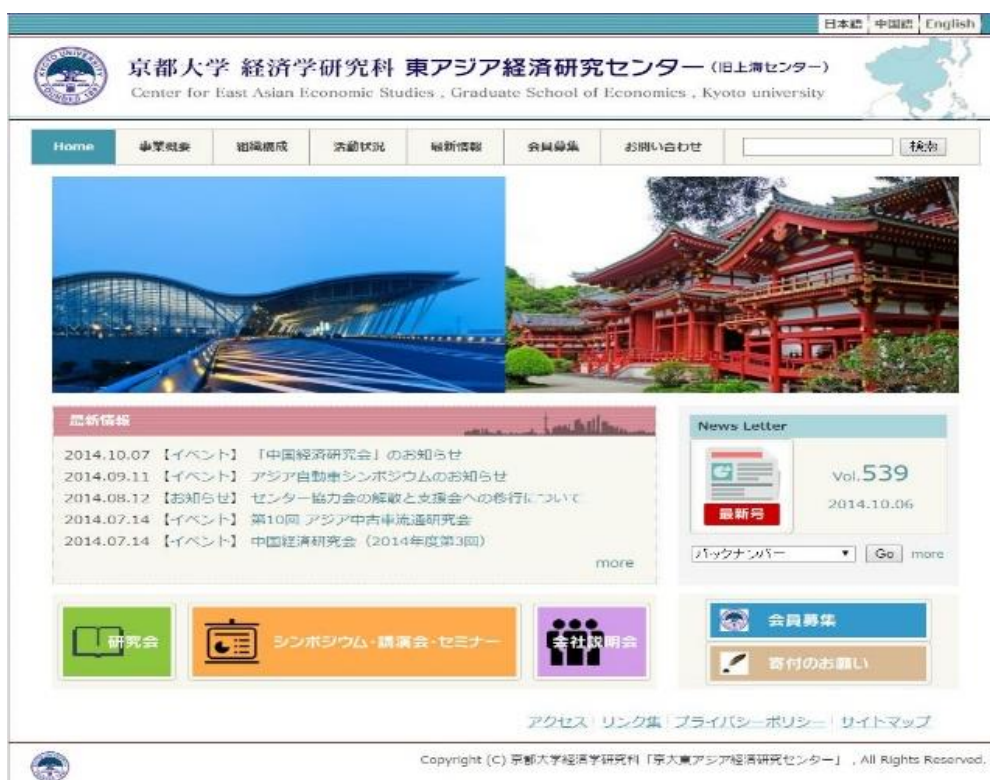 日本語 中国語 English
京都大学 経済学研究科 東アジア経済研究センター (旧上海センター)
Center for East Asian Economic Studies , Graduate School of Economics , Kyoto university
Home 事業概要 組織構成 活動状況 最新情報 会員募集 お問い合わせ 検索
最新情報
2014.10.07 【イベント】 「中国経済研究会」のお知らせ
2014.09.11 【イベント】 アジア自動車シンポジウムのお知らせ
2014.08.12 【お知らせ】 センター協力会の解散と支援会への移行について
2014.07.14 【イベント】 第10回 アジア中古車流通研究会
2014.07.14 【イベント】 中国経済研究会（2014年度第3回）
more
News Letter
最新号
Vol.539
2014.10.06
バックナンバー Go more
研究会 シンポジウム・講演会・セミナー 会社説明会
会員募集
寄付のお願い
アクセス リンク集 プライバシーポリシー サイトマップ
Copyright (C) 京都大学経済学研究科「京大東アジア経済研究センター」 , All Rights Reserved.